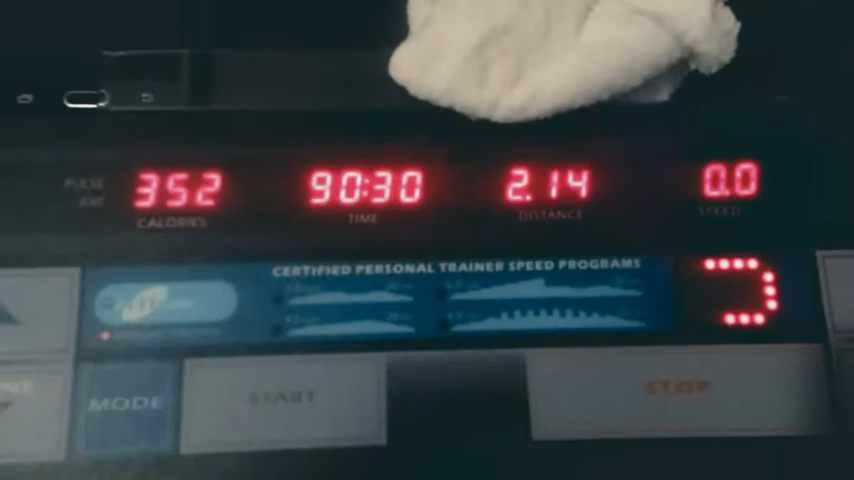 PULSE
352 90:30 2.14 0.0
CALORIES TIME DISTANCE SPEED
CERTIFIED PERSONAL TRAINER SPEED PROGRAMS
MODE START STOP